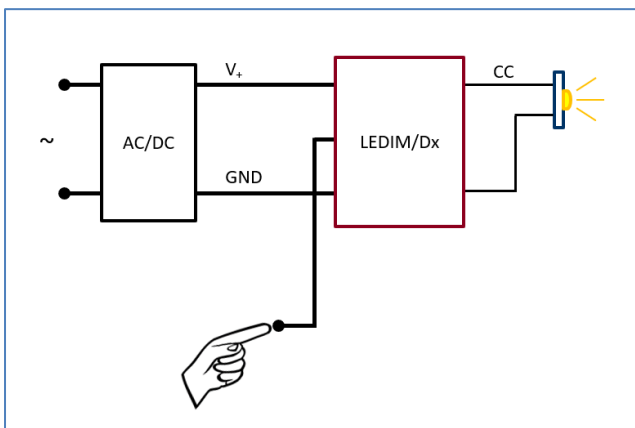 V+
CC
~
AC/DC
LEDIM/Dx
GND